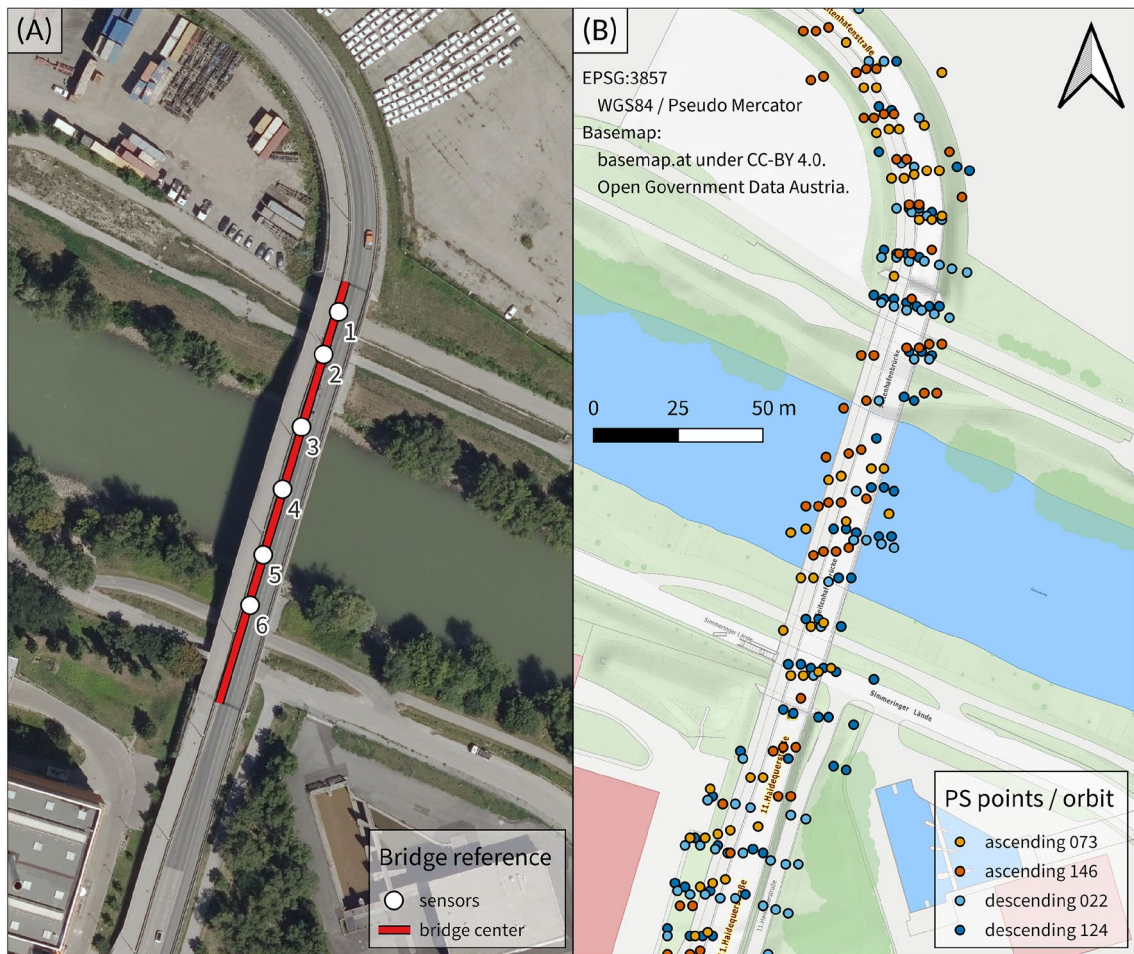 (A)
1
2
3
4
5
6
Bridge reference
sensors
bridge center
(B)
EPSG:3857
WGS84 / Pseudo Mercator
Basemap:
basemap.at under CC-BY 4.0.
Open Government Data Austria.
0 25 50 m
Simmeringer Lände
Simmeringer Lände
11.Haidequerstraße
11.Haidequerstraße
PS points / orbit
ascending 073
ascending 146
descending 022
descending 124